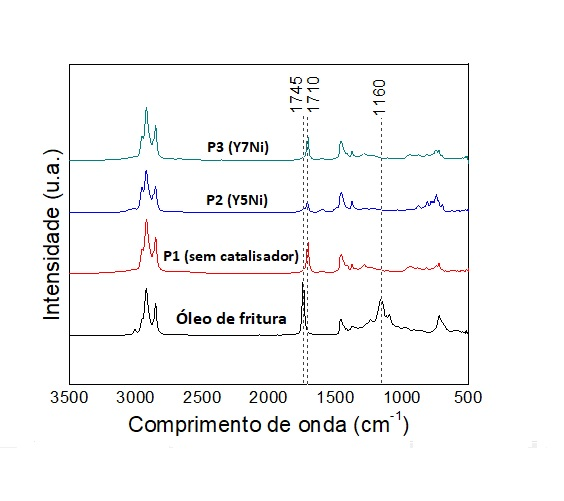 1745
1710
1160
P3 (Y7Ni)
P2 (Y5Ni)
P1 (sem catalisador)
Óleo de fritura
Intensidade (u.a.)
3500 3000 2500 2000 1500 1000 500
Comprimento de onda (cm⁻¹)